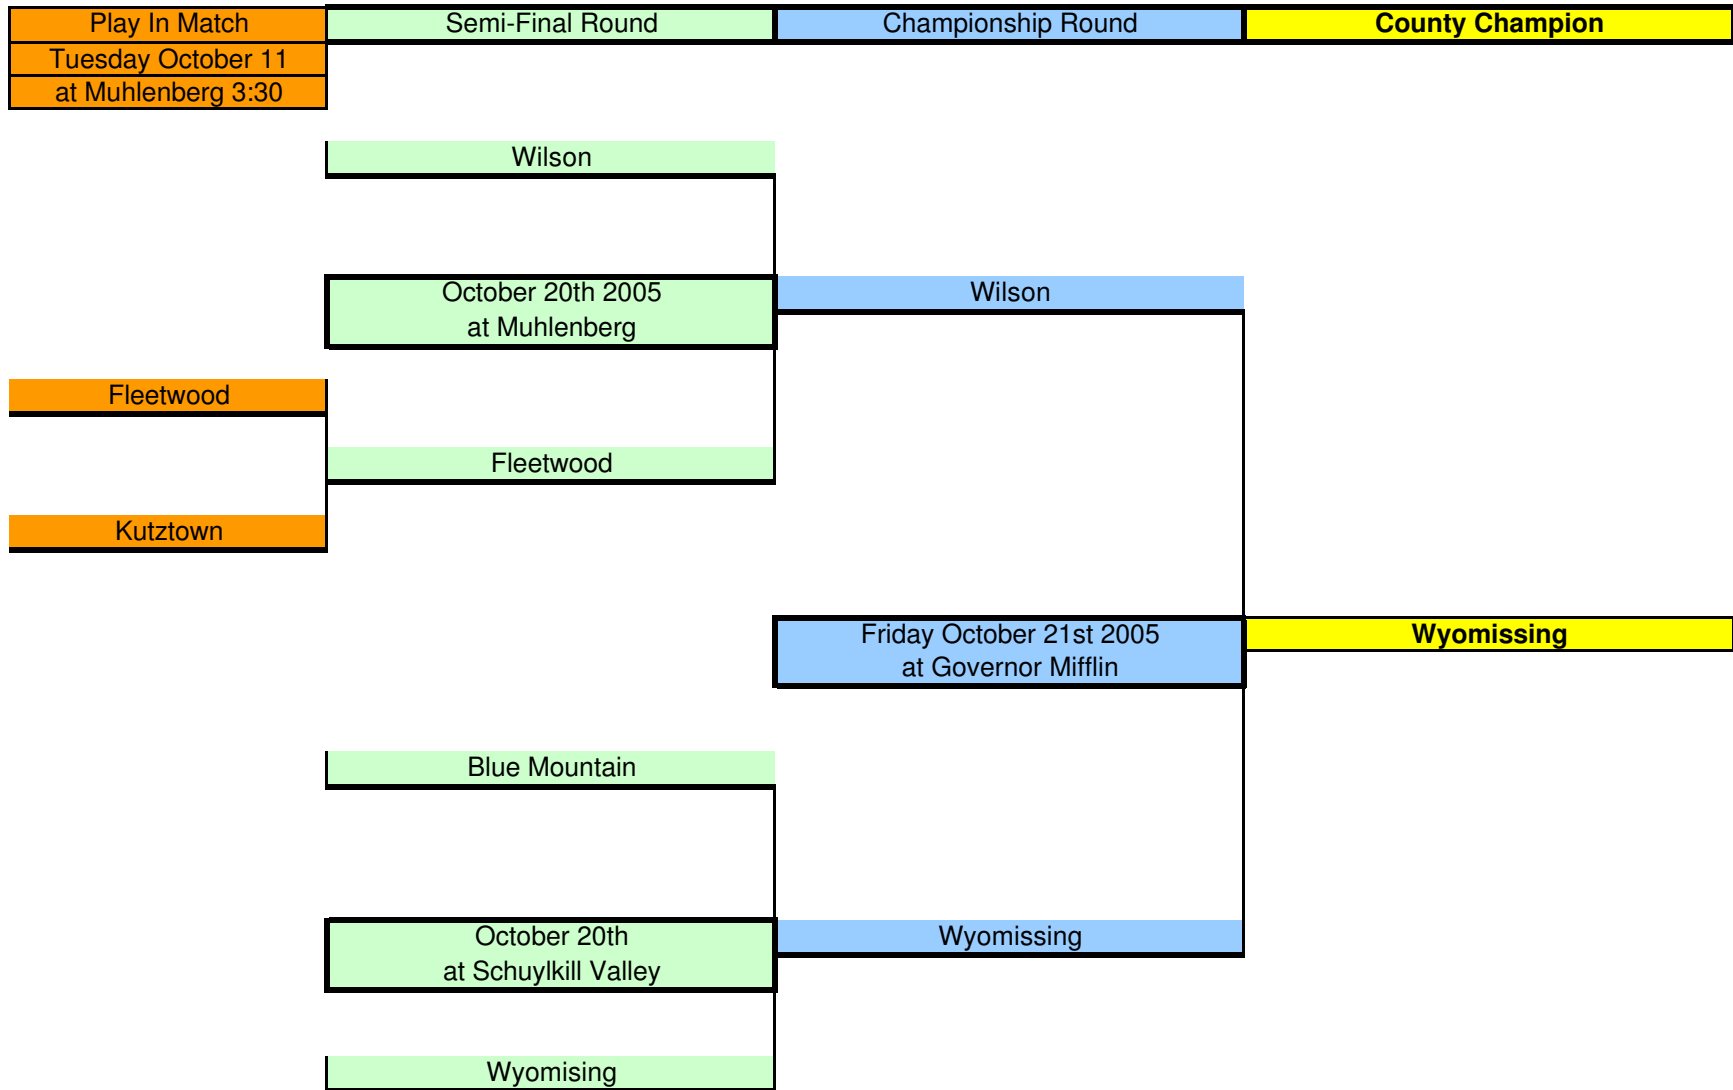 Play In Match
Semi-Final Round
Championship Round
County Champion
Tuesday October 11
at Muhlenberg 3:30
Wilson
October 20th 2005
at Muhlenberg
Wilson
Fleetwood
Fleetwood
Kutztown
Friday October 21st 2005
at Governor Mifflin
Wyomissing
Blue Mountain
October 20th
at Schuylkill Valley
Wyomissing
Wyomising